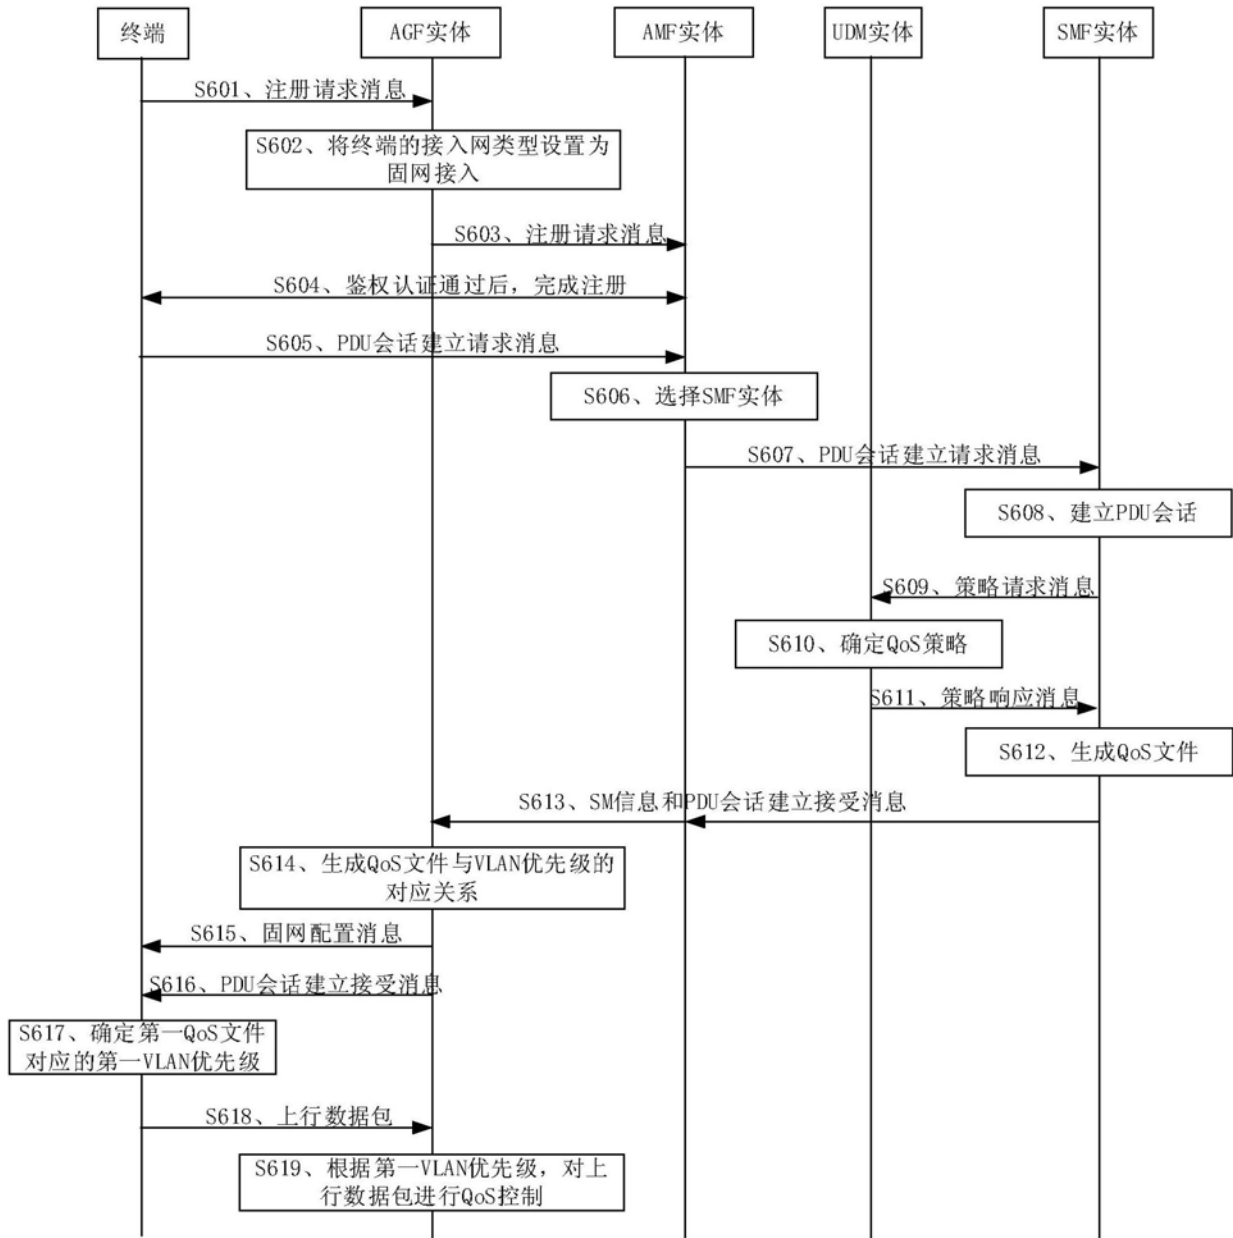 终端
AGF实体
AMF实体
UDM实体
SMF实体
S601、注册请求消息
S602、将终端的接入网类型设置为
固网接入
S603、注册请求消息
S604、鉴权认证通过后，完成注册
S605、PDU会话建立请求消息
S606、选择SMF实体
S607、PDU会话建立请求消息
S608、建立PDU会话
S609、策略请求消息
S610、确定QoS策略
S611、策略响应消息
S612、生成QoS文件
S613、SM信息和PDU会话建立接受消息
S614、生成QoS文件与VLAN优先级的
对应关系
S615、固网配置消息
S616、PDU会话建立接受消息
S617、确定第一QoS文件
对应的第一VLAN优先级
S618、上行数据包
S619、根据第一VLAN优先级，对上
行数据包进行QoS控制